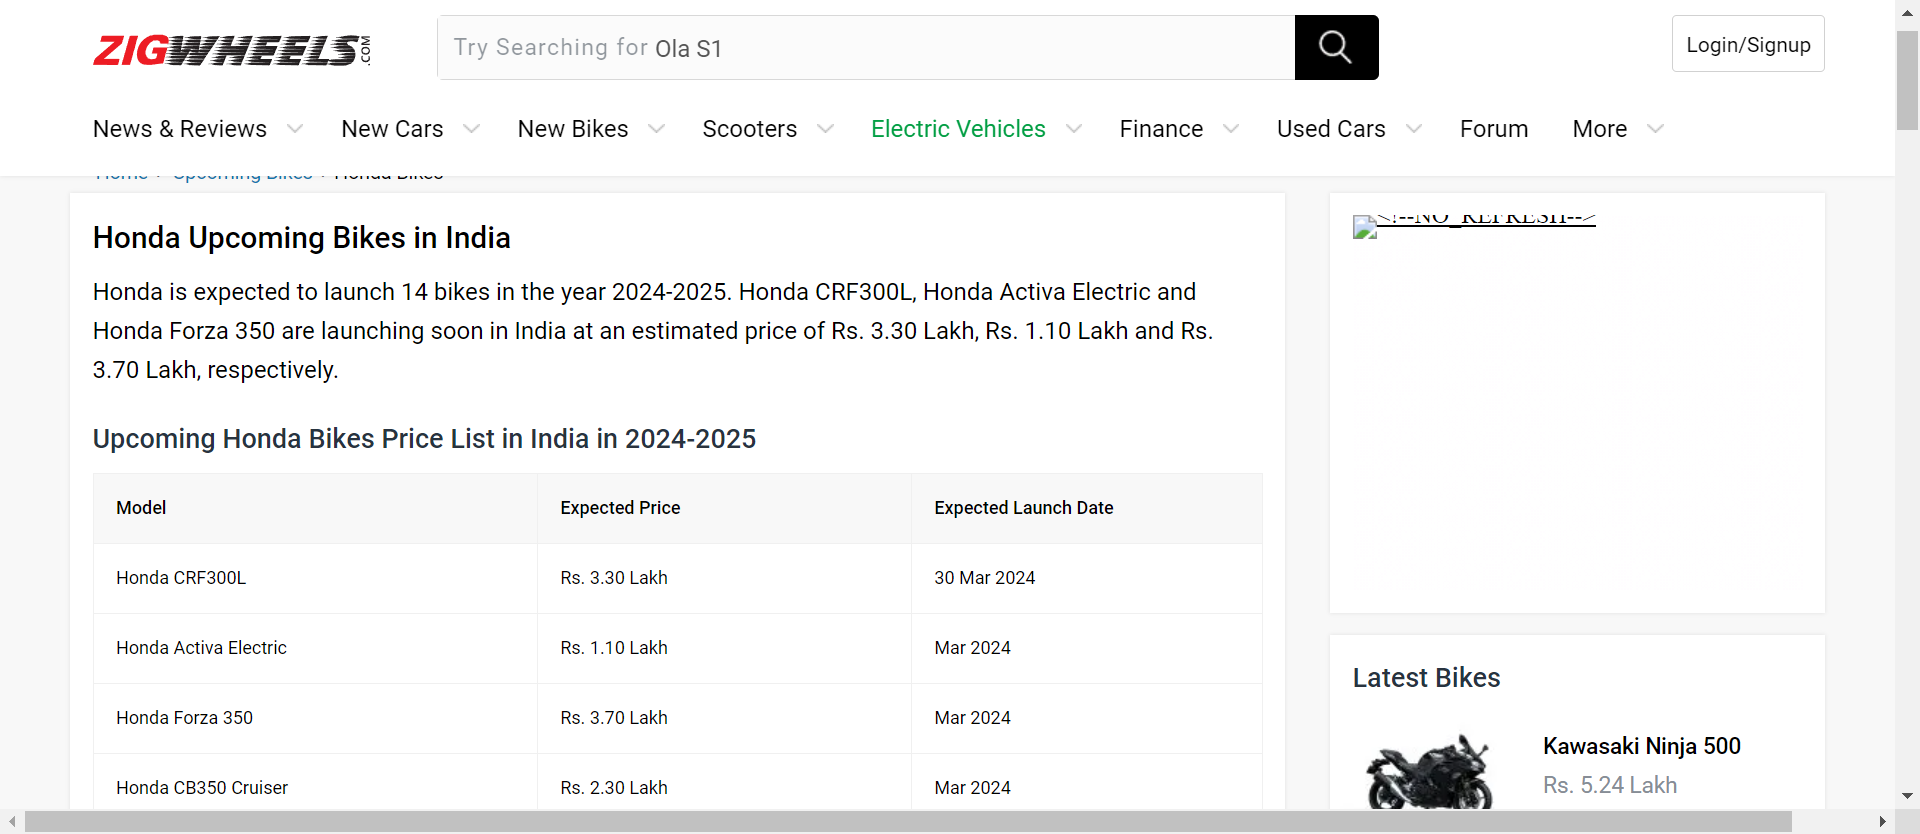 ZIGWHEELS.COM
Try Searching for Ola S1
Login/Signup
News & Reviews
New Cars
New Bikes
Scooters
Electric Vehicles
Finance
Used Cars
Forum
More
Home > Upcoming Bikes > Honda Bikes
Honda Upcoming Bikes in India
Honda is expected to launch 14 bikes in the year 2024-2025. Honda CRF300L, Honda Activa Electric and
Honda Forza 350 are launching soon in India at an estimated price of Rs. 3.30 Lakh, Rs. 1.10 Lakh and Rs.
3.70 Lakh, respectively.
Upcoming Honda Bikes Price List in India in 2024-2025
Model Expected Price Expected Launch Date
Honda CRF300L Rs. 3.30 Lakh 30 Mar 2024
Honda Activa Electric Rs. 1.10 Lakh Mar 2024
Honda Forza 350 Rs. 3.70 Lakh Mar 2024
Honda CB350 Cruiser Rs. 2.30 Lakh Mar 2024
<!--NO_REFRESH-->
Latest Bikes
Kawasaki Ninja 500
Rs. 5.24 Lakh